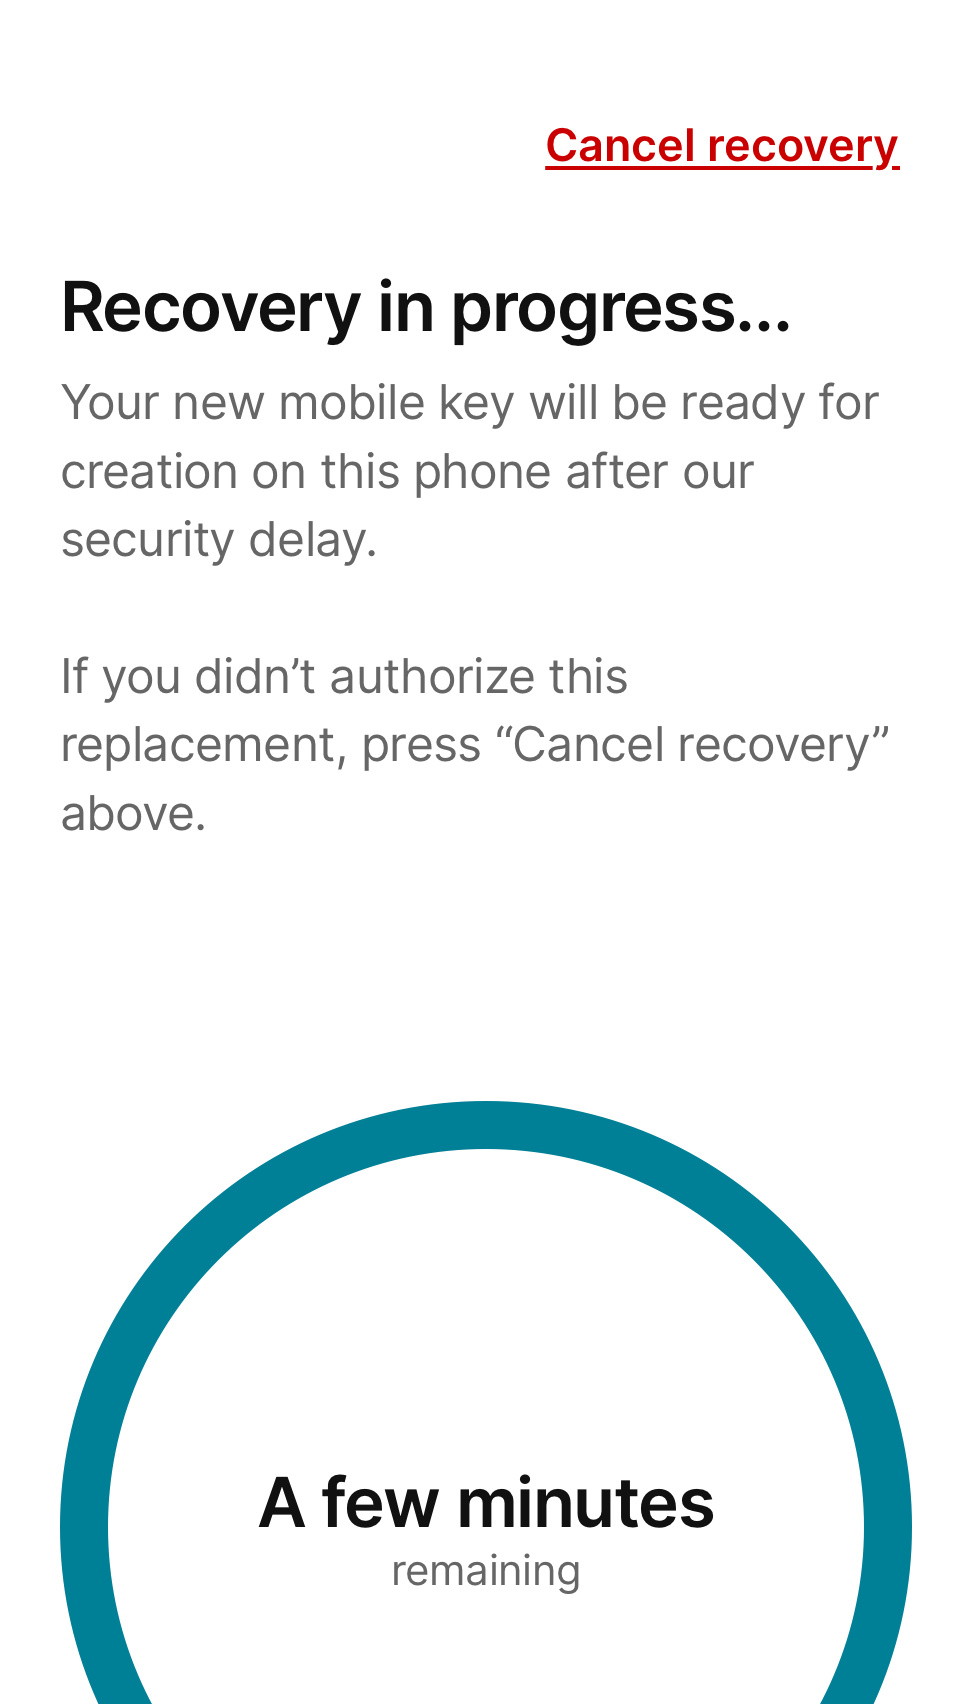 Cancel recovery
Recovery in progress...
Your new mobile key will be ready for
creation on this phone after our
security delay.
If you didn’t authorize this
replacement, press “Cancel recovery”
above.
A few minutes
remaining